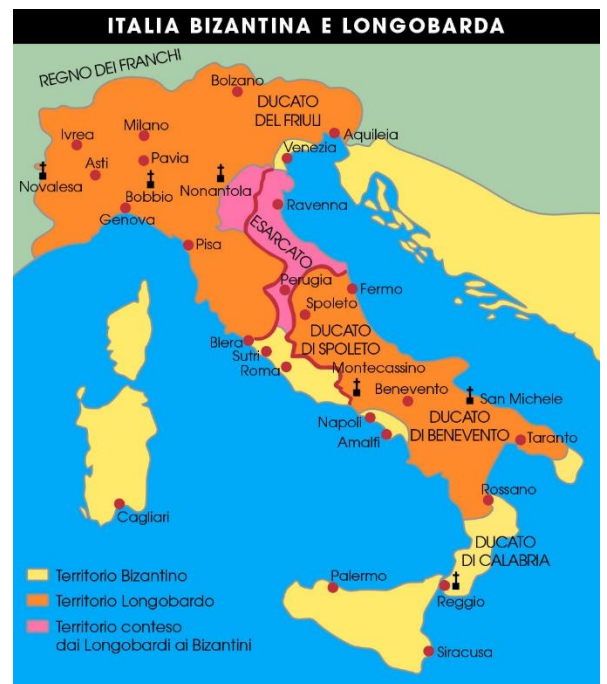 ITALIA BIZANTINA E LONGOBARDA
REGNO DEI FRANCHI
Bolzano
DUCATO
DEL FRIULI
Ivrea
Milano
Venezia
Aquileia
Asti
Pavia
Novalesa
Bobbio
Nonantola
Genova
Ravenna
ESARCATO
Pisa
Perugia
Fermo
Spoleto
Blera
DUCATO
DI SPOLETO
Sutri
Roma
Montecassino
Benevento
San Michele
Napoli
DUCATO
DI BENEVENTO
Amalfi
Taranto
Rossano
Cagliari
DUCATO
DI CALABRIA
Palermo
Reggio
Siracusa
Territorio Bizantino
Territorio Longobardo
Territorio conteso
dai Longobardi ai Bizantini